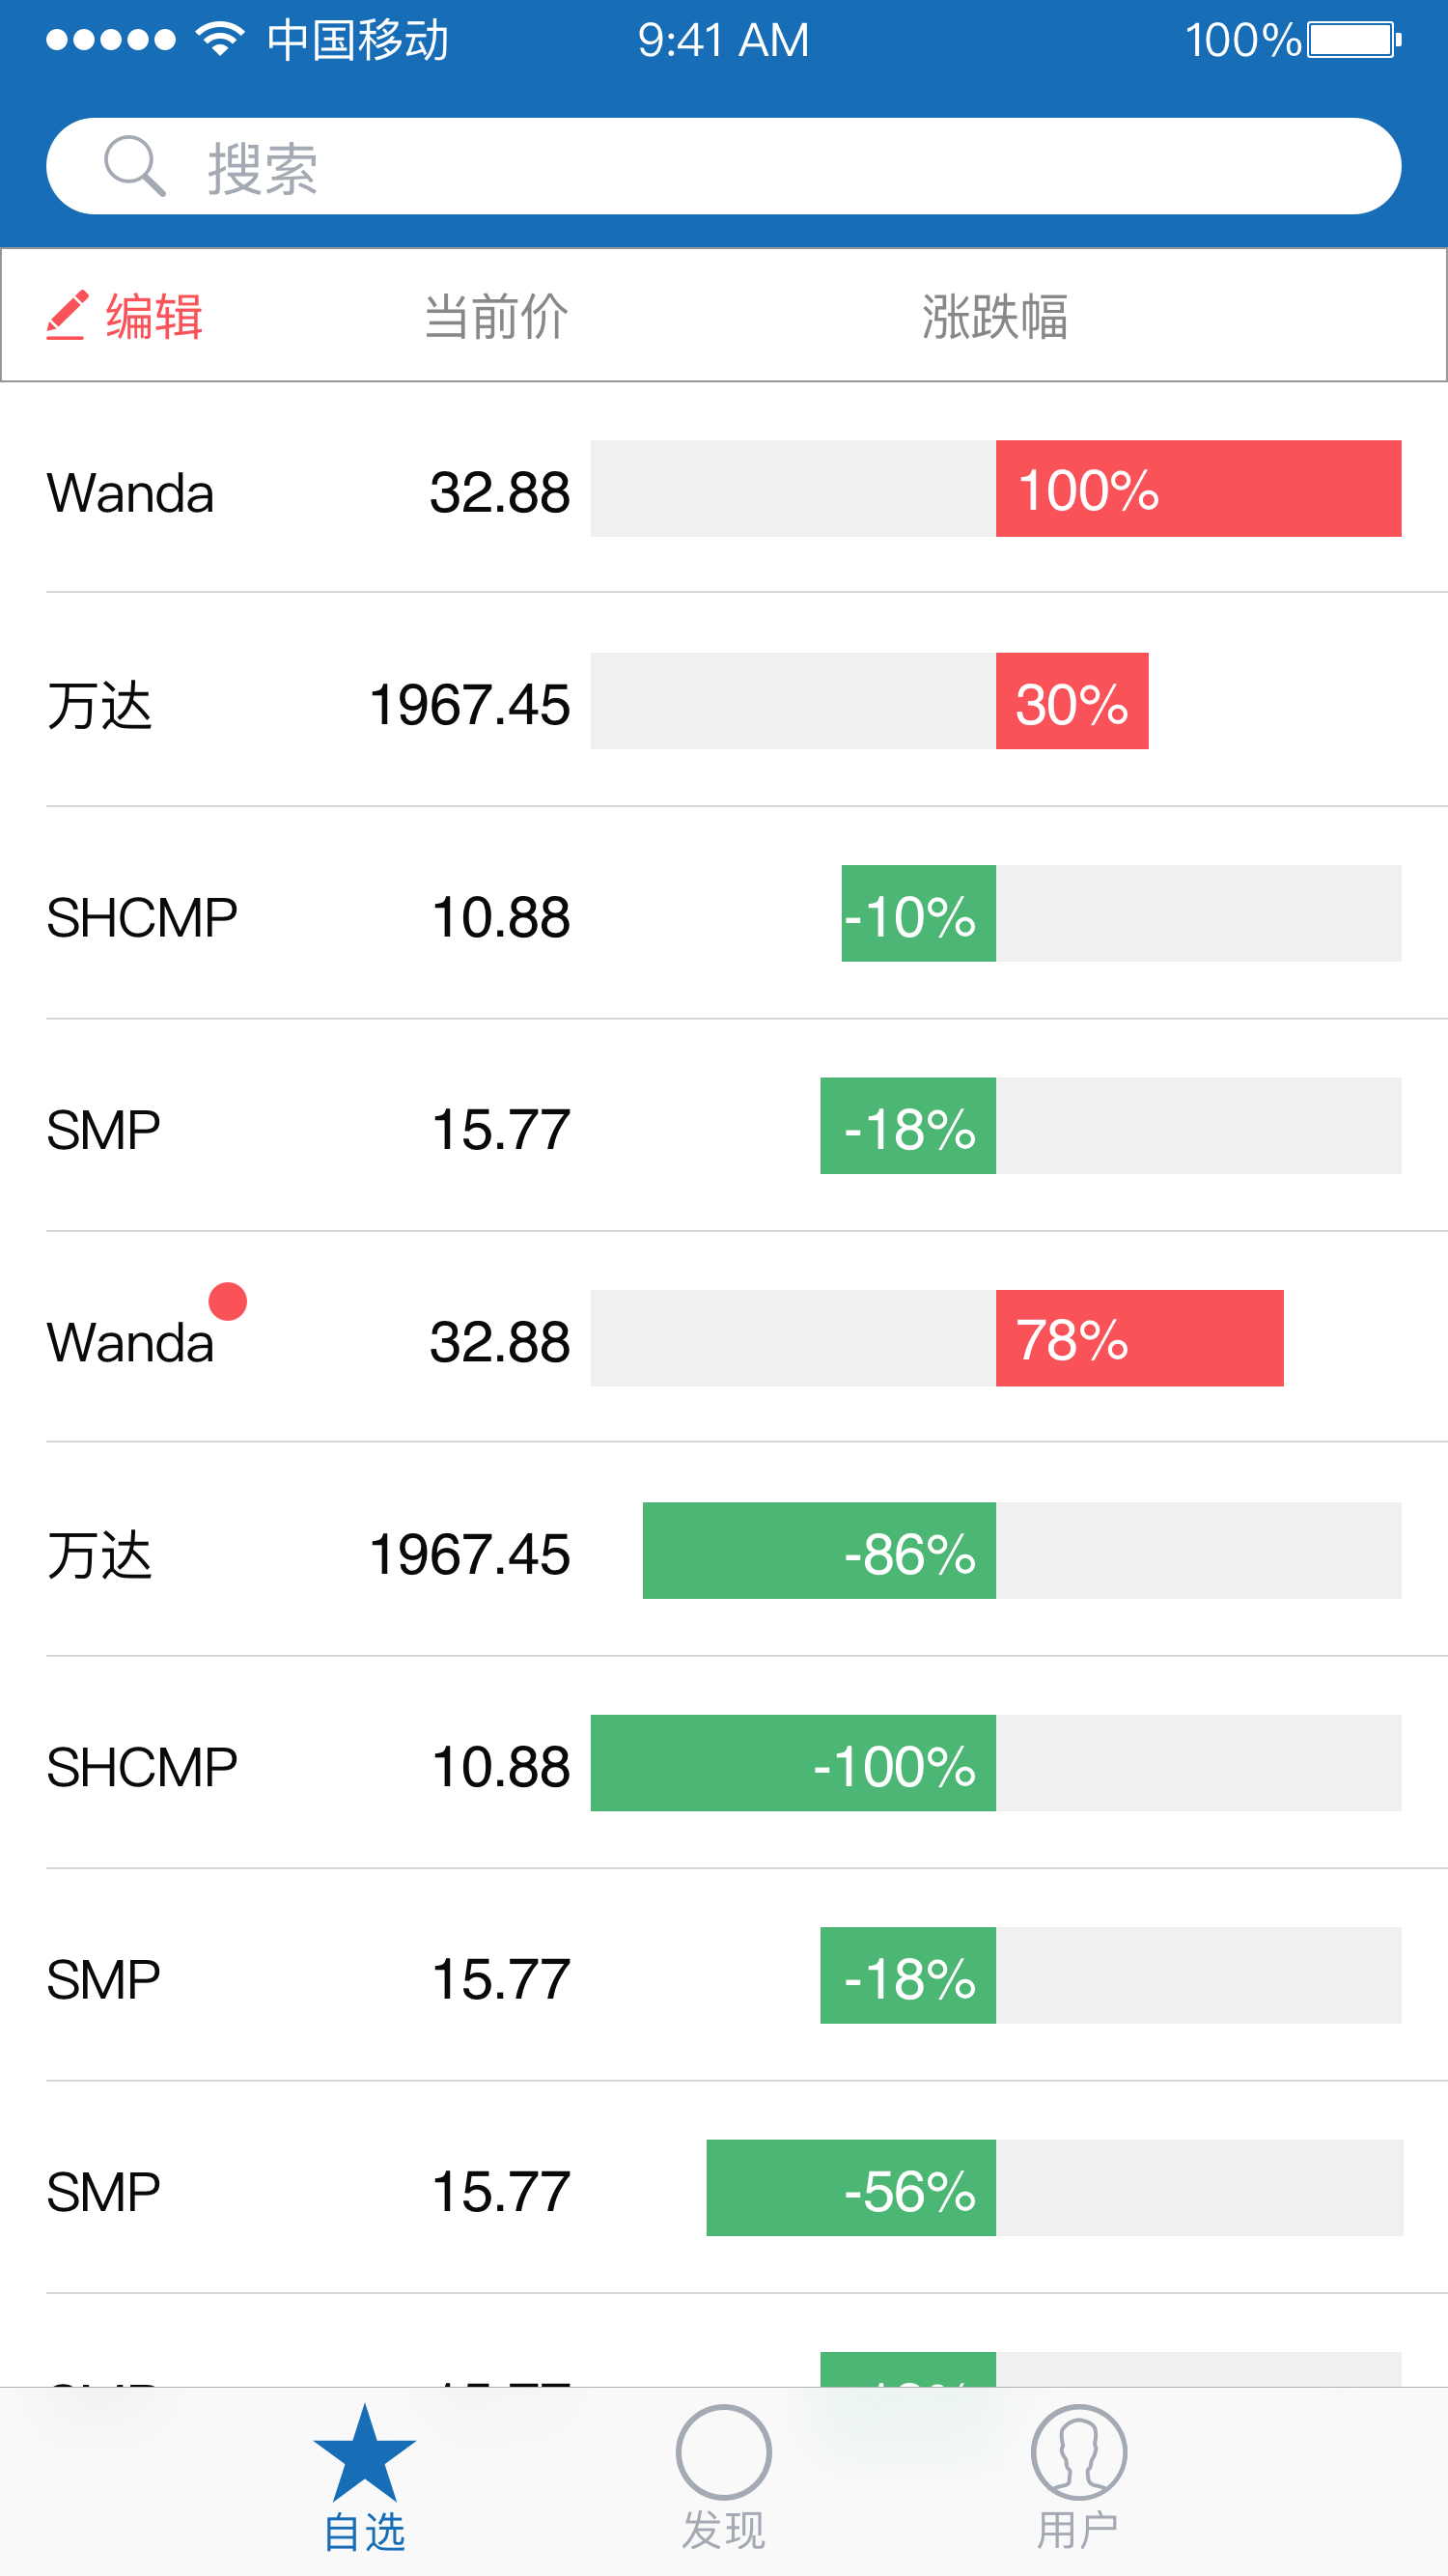 中国移动 9:41 AM 100%
搜索
编辑 当前价 涨跌幅
Wanda 32.88 100%
万达 1967.45 30%
SHCMP 10.88 -10%
SMP 15.77 -18%
Wanda 32.88 78%
万达 1967.45 -86%
SHCMP 10.88 -100%
SMP 15.77 -18%
SMP 15.77 -56%
自选 发现 用户